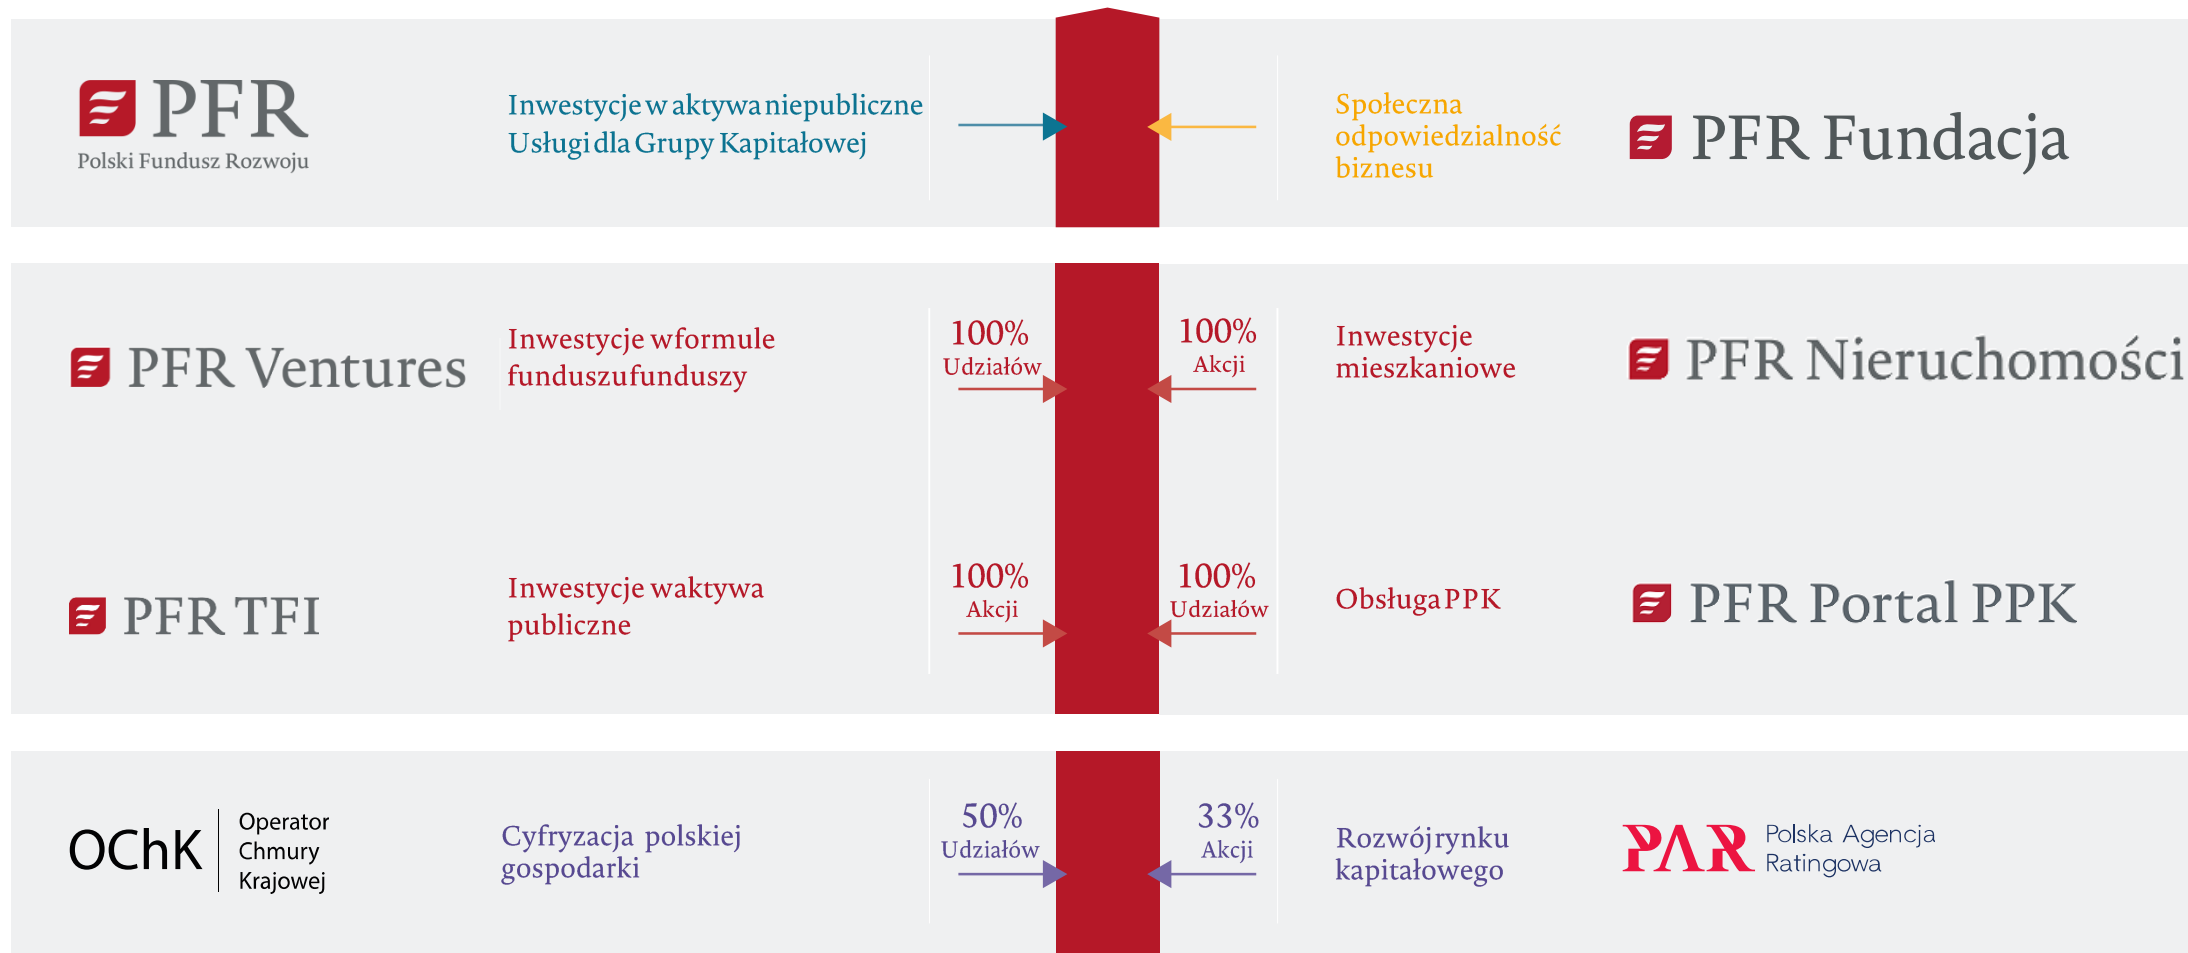 PFR
Polski Fundusz Rozwoju
Inwestycje w aktywa niepubliczne
Usługi dla Grupy Kapitałowej
Społeczna
odpowiedzialność
biznesu
PFR Fundacja
PFR Ventures
Inwestycje wformule
funduszufunduszy
100%
Udziałów
100%
Akcji
Inwestycje
mieszkaniowe
PFR Nieruchomości
PFR TFI
Inwestycje waktywa
publiczne
100%
Akcji
100%
Udziałów
ObsługaPPK
PFR Portal PPK
OChK
Operator
Chmury
Krajowej
Cyfryzacja polskiej
gospodarki
50%
Udziałów
33%
Akcji
Rozwójrynku
kapitałowego
PAR
Polska Agencja
Ratingowa